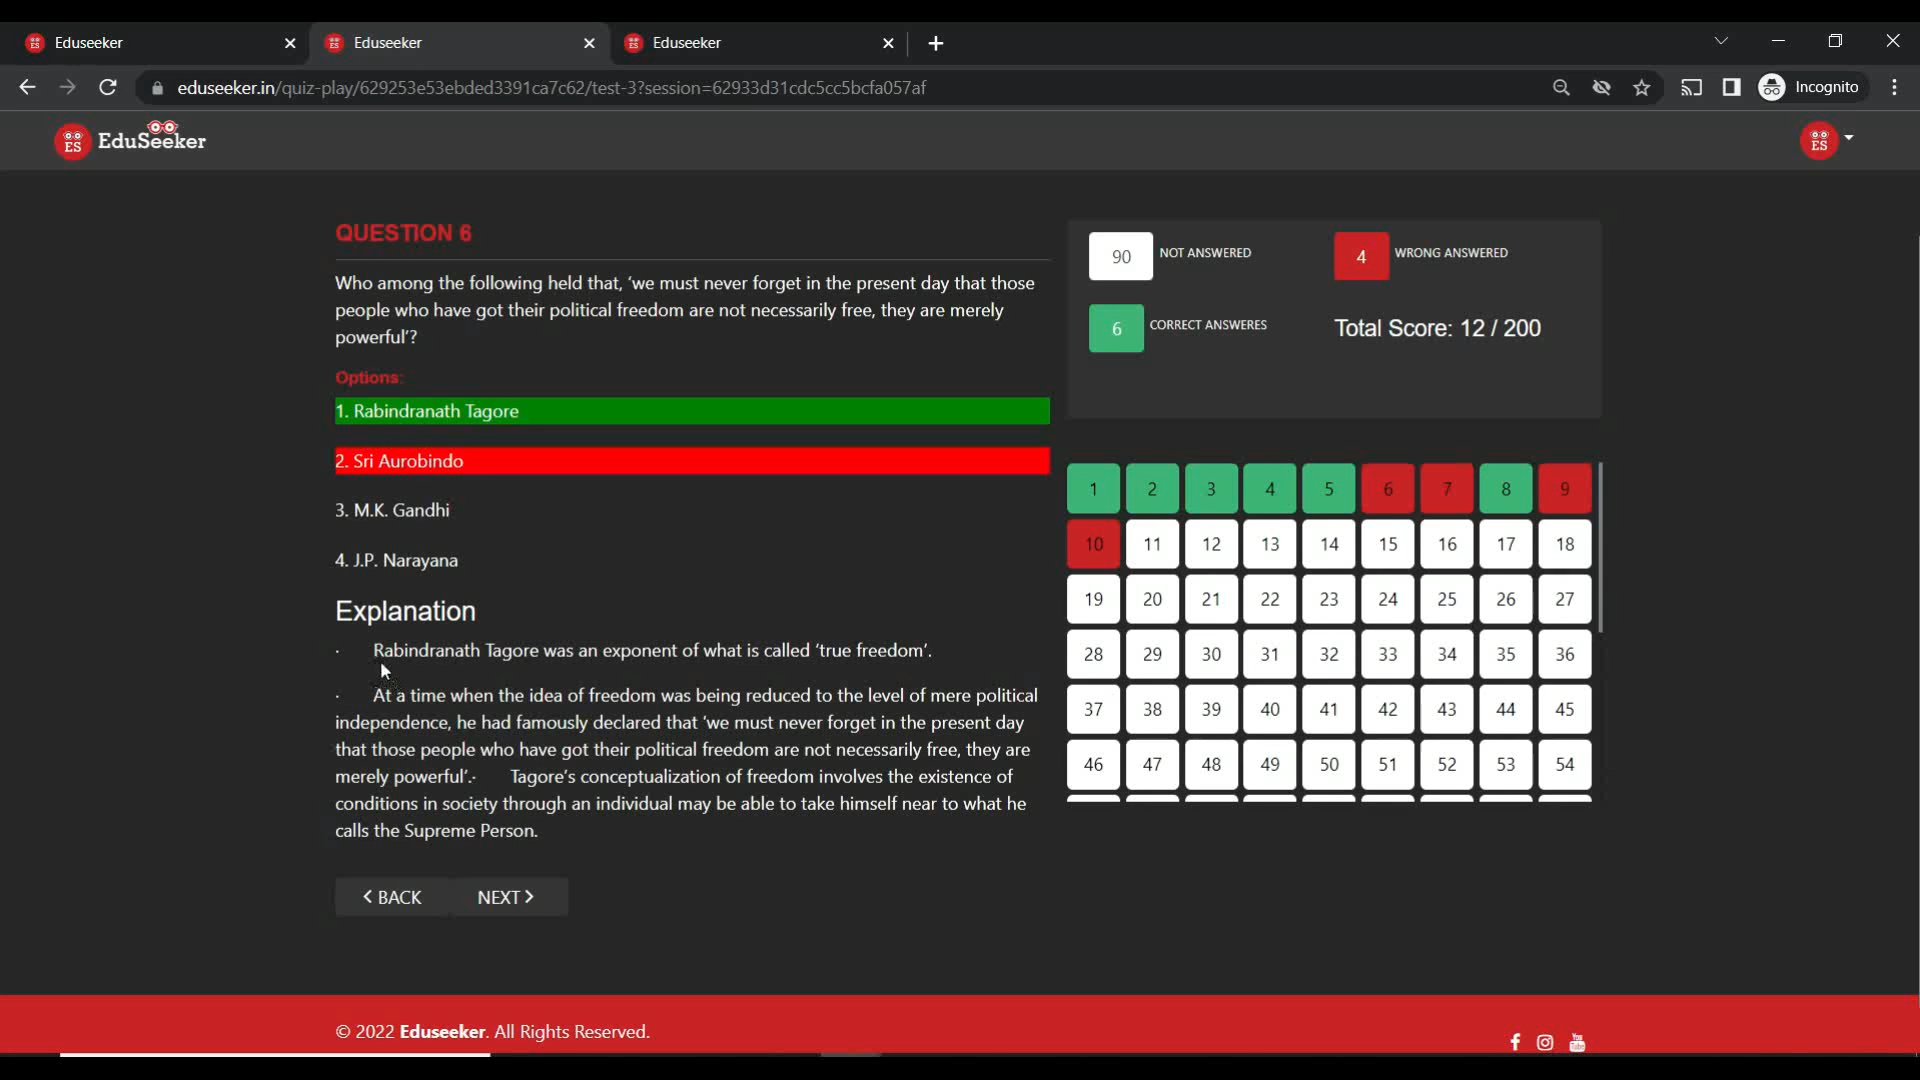 Eduseeker
Eduseeker
Eduseeker
eduseeker.in/quiz-play/629253e53ebded3391ca7c62/test-3?session=62933d31cdc5cc5bcfa057af
Incognito
ES
EduSeeker
ES
QUESTION 6
Who among the following held that, ‘we must never forget in the present day that those
people who have got their political freedom are not necessarily free, they are merely
powerful’?
Options:
1. Rabindranath Tagore
2. Sri Aurobindo
3. M.K. Gandhi
4. J.P. Narayana
Explanation
· Rabindranath Tagore was an exponent of what is called ‘true freedom’.
· At a time when the idea of freedom was being reduced to the level of mere political
independence, he had famously declared that ‘we must never forget in the present day
that those people who have got their political freedom are not necessarily free, they are
merely powerful’.· Tagore’s conceptualization of freedom involves the existence of
conditions in society through an individual may be able to take himself near to what he
calls the Supreme Person.
< BACK NEXT >
90 NOT ANSWERED 4 WRONG ANSWERED
6 CORRECT ANSWERES Total Score: 12 / 200
1 2 3 4 5 6 7 8 9
10 11 12 13 14 15 16 17 18
19 20 21 22 23 24 25 26 27
28 29 30 31 32 33 34 35 36
37 38 39 40 41 42 43 44 45
46 47 48 49 50 51 52 53 54
© 2022 Eduseeker. All Rights Reserved.